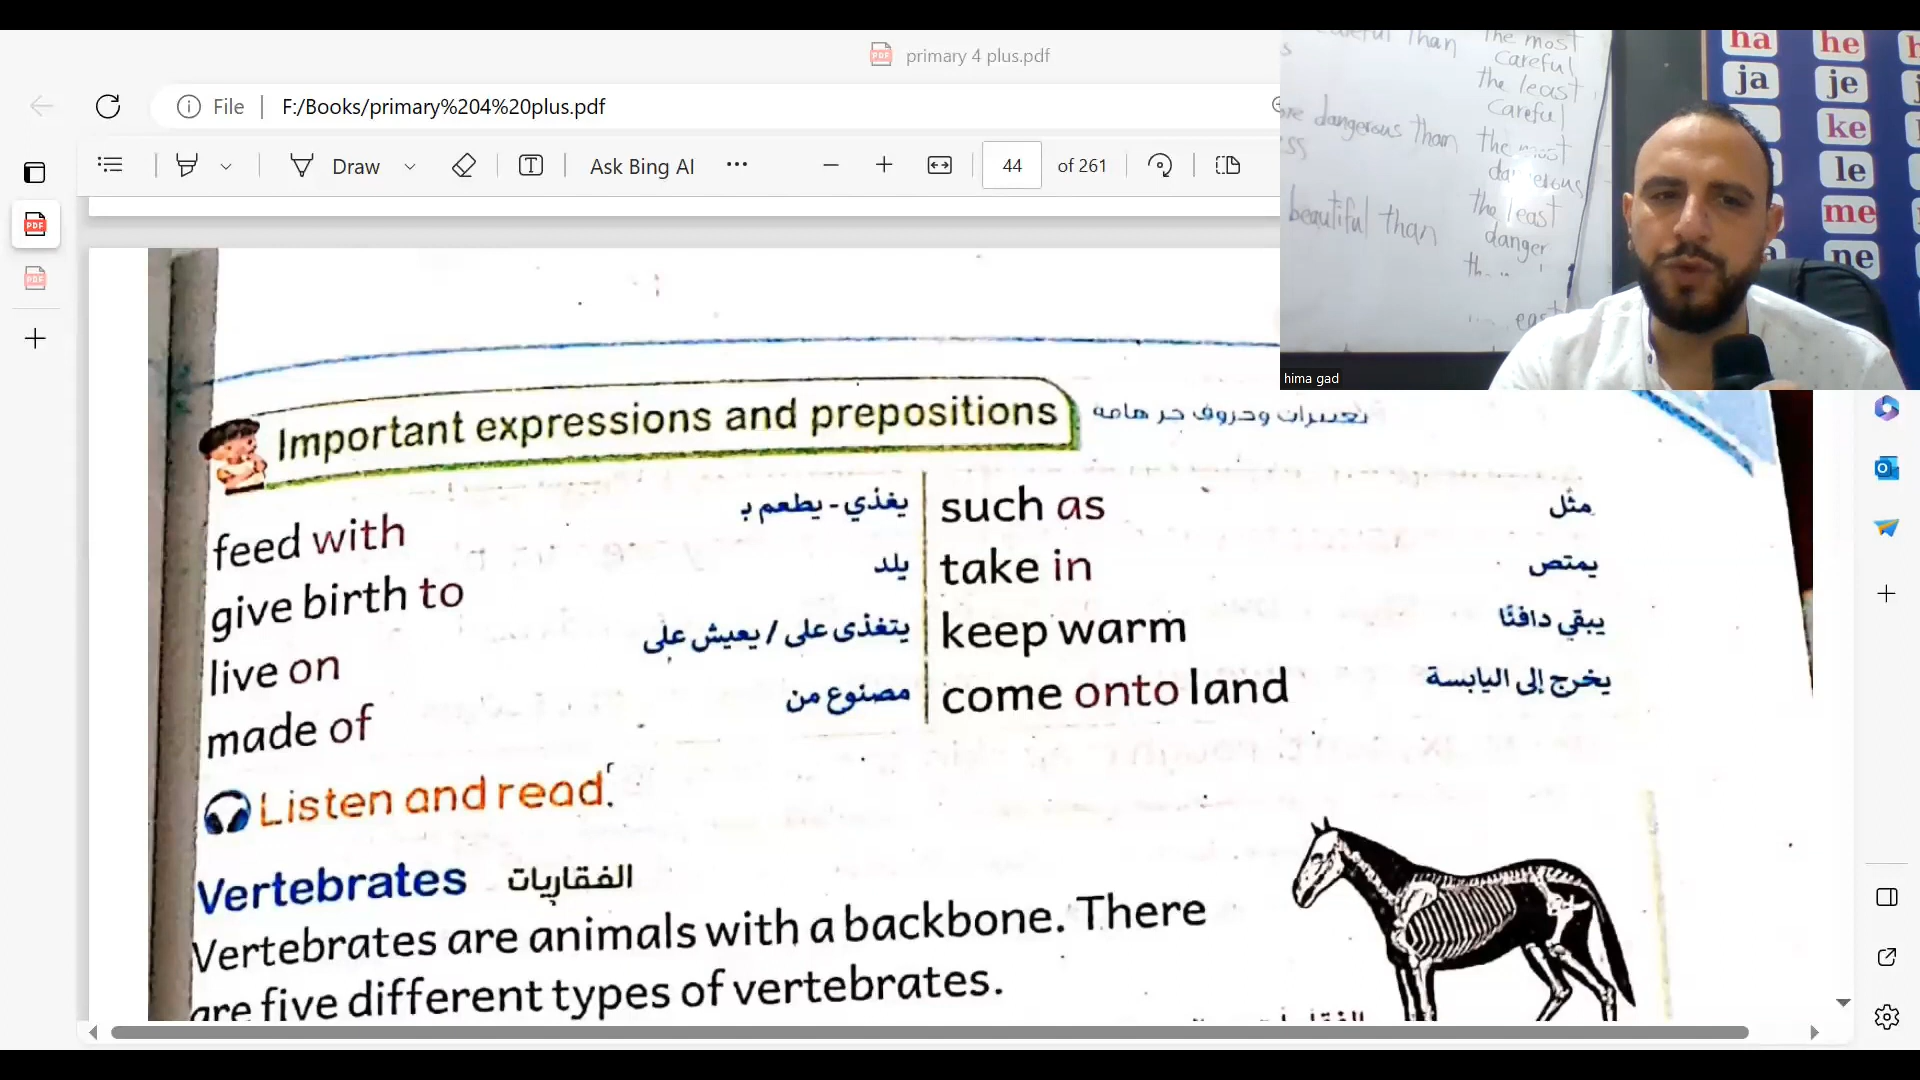 primary 4 plus.pdf
File
F:/Books/primary%204%20plus.pdf
Draw
Ask Bing AI
44 of 261
than the most
careful
the least
careful
dangerous than the most
the least
danger
beautiful than
hima gad
ha he
ja je
ke
le
me
ne
Important expressions and prepositions تعبيرات وحروف جر هامة
feed with يغذي - يطعم بـ
give birth to يلد
live on يتغذى على / يعيش على
made of مصنوع من
such as مثل
take in يمتص
keep warm يبقي دافئًا
come onto land يخرج إلى اليابسة
Listen and read.
Vertebrates الفقاريات
Vertebrates are animals with a backbone. There
are five different types of vertebrates.